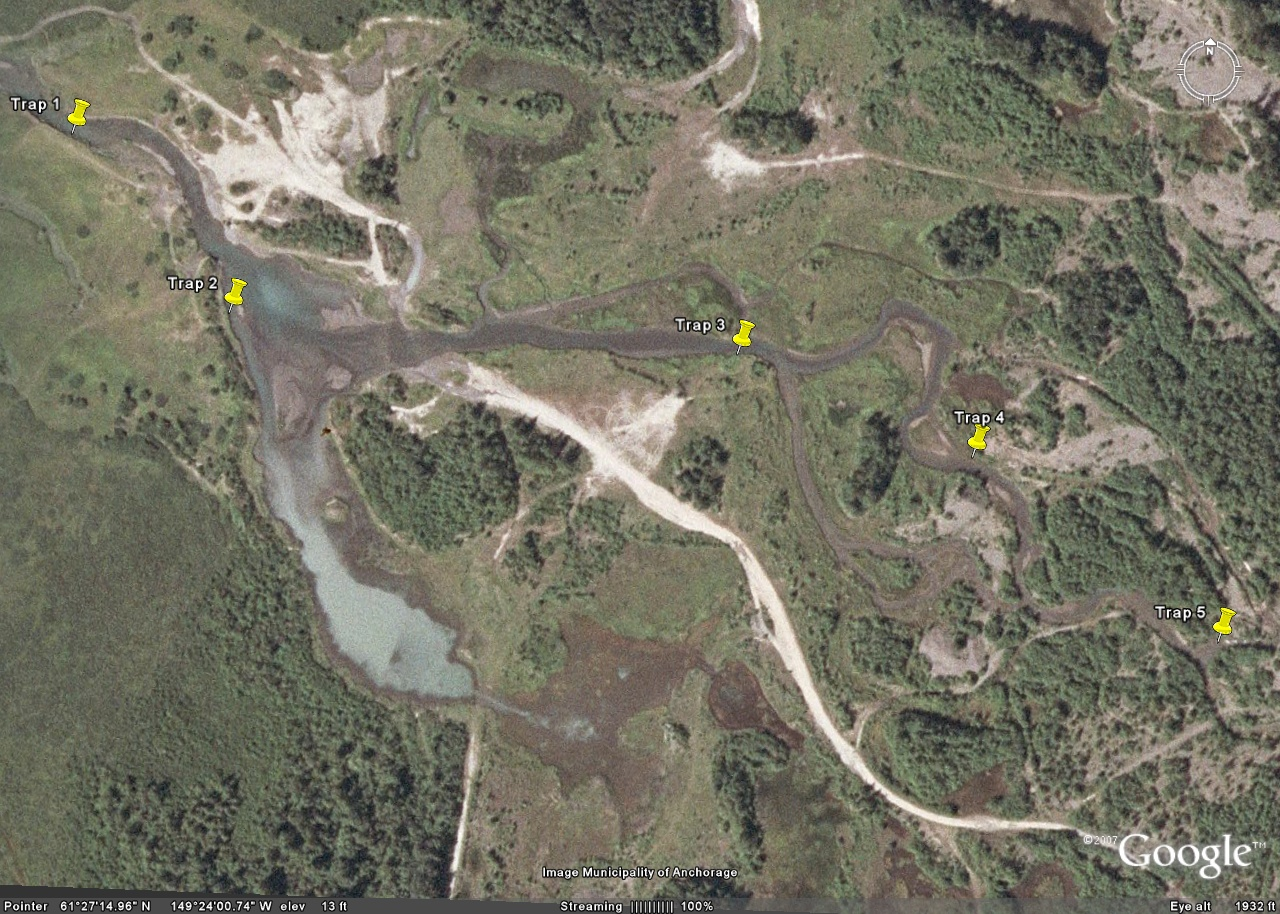 N
Trap 1
Trap 2
Trap 3
Trap 4
Trap 5
©2007 Google™
Image Municipality of Anchorage
Pointer 61°27'14.96" N 149°24'00.74" W elev 13 ft Streaming |||||||||| 100% Eye alt 1932 ft